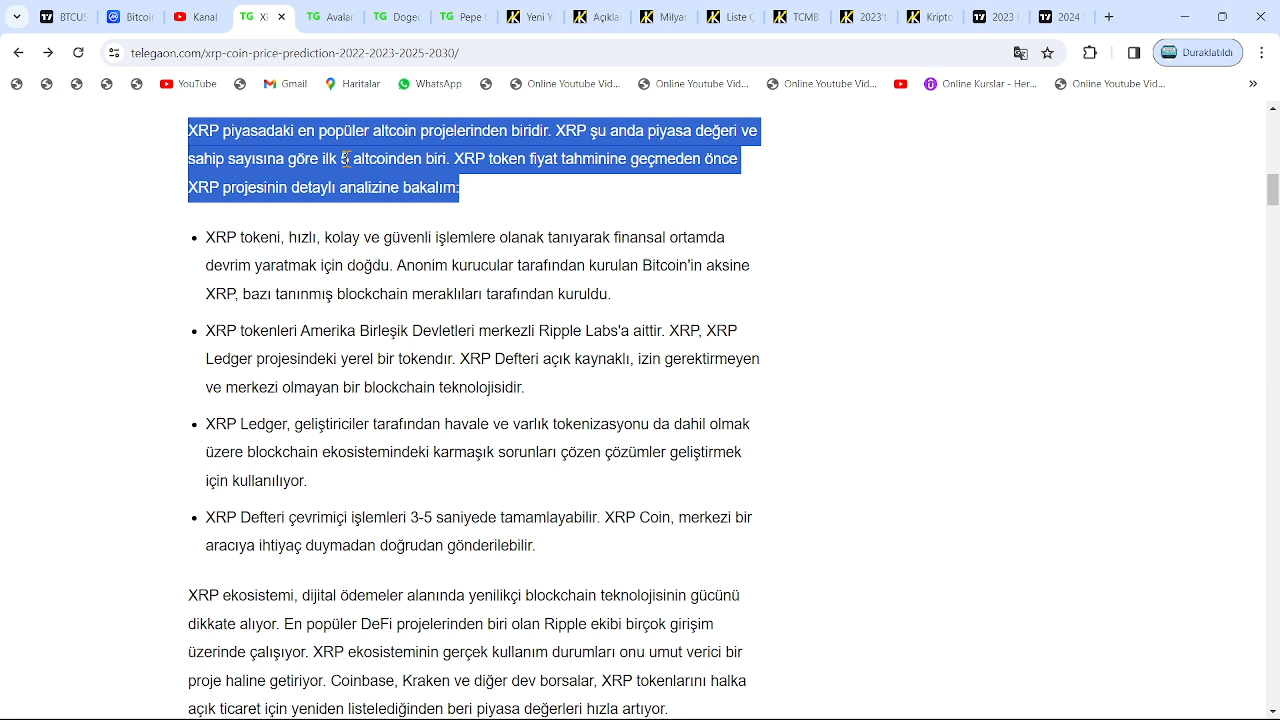 BTCUS
Bitcoi
Kanal
Xi
Avalan
Doge
Pepe
Yeni Y
Açıkla
Milyar
Liste
TCMB
2023'
Kripto
2023
2024
telegaon.com/xrp-coin-price-prediction-2022-2023-2025-2030/
Duraklatıldı
YouTube
Gmail
Haritalar
WhatsApp
Online Youtube Vid...
Online Youtube Vid...
Online Youtube Vid...
Online Kurslar - Her...
Online Youtube Vid...
XRP piyasadaki en popüler altcoin projelerinden biridir. XRP şu anda piyasa değeri ve
sahip sayısına göre ilk 5 altcoinden biri. XRP token fiyat tahminine geçmeden önce
XRP projesinin detaylı analizine bakalım:
XRP tokeni, hızlı, kolay ve güvenli işlemlere olanak tanıyarak finansal ortamda
devrim yaratmak için doğdu. Anonim kurucular tarafından kurulan Bitcoin'in aksine
XRP, bazı tanınmış blockchain meraklıları tarafından kuruldu.
XRP tokenleri Amerika Birleşik Devletleri merkezli Ripple Labs'a aittir. XRP, XRP
Ledger projesindeki yerel bir tokendır. XRP Defteri açık kaynaklı, izin gerektirmeyen
ve merkezi olmayan bir blockchain teknolojisidir.
XRP Ledger, geliştiriciler tarafından havale ve varlık tokenizasyonu da dahil olmak
üzere blockchain ekosistemindeki karmaşık sorunları çözen çözümler geliştirmek
için kullanılıyor.
XRP Defteri çevrimiçi işlemleri 3-5 saniyede tamamlayabilir. XRP Coin, merkezi bir
aracıya ihtiyaç duymadan doğrudan gönderilebilir.
XRP ekosistemi, dijital ödemeler alanında yenilikçi blockchain teknolojisinin gücünü
dikkate alıyor. En popüler DeFi projelerinden biri olan Ripple ekibi birçok girişim
üzerinde çalışıyor. XRP ekosisteminin gerçek kullanım durumları onu umut verici bir
proje haline getiriyor. Coinbase, Kraken ve diğer dev borsalar, XRP tokenlarını halka
açık ticaret için yeniden listelediğinden beri piyasa değerleri hızla artıyor.